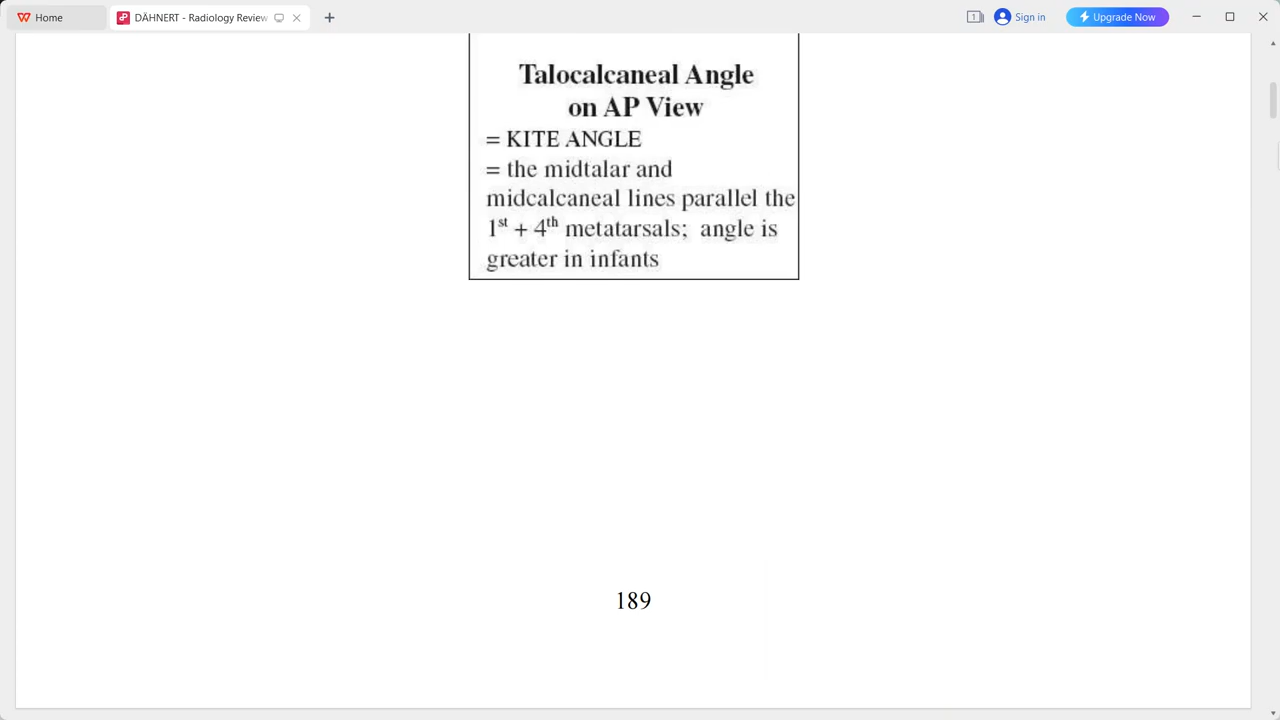 Home
DÄHNERT - Radiology Review
1
Sign in
Upgrade Now
Talocalcaneal Angle
on AP View
= KITE ANGLE
= the midtalar and
midcalcaneal lines parallel the
1st + 4th metatarsals; angle is
greater in infants
189